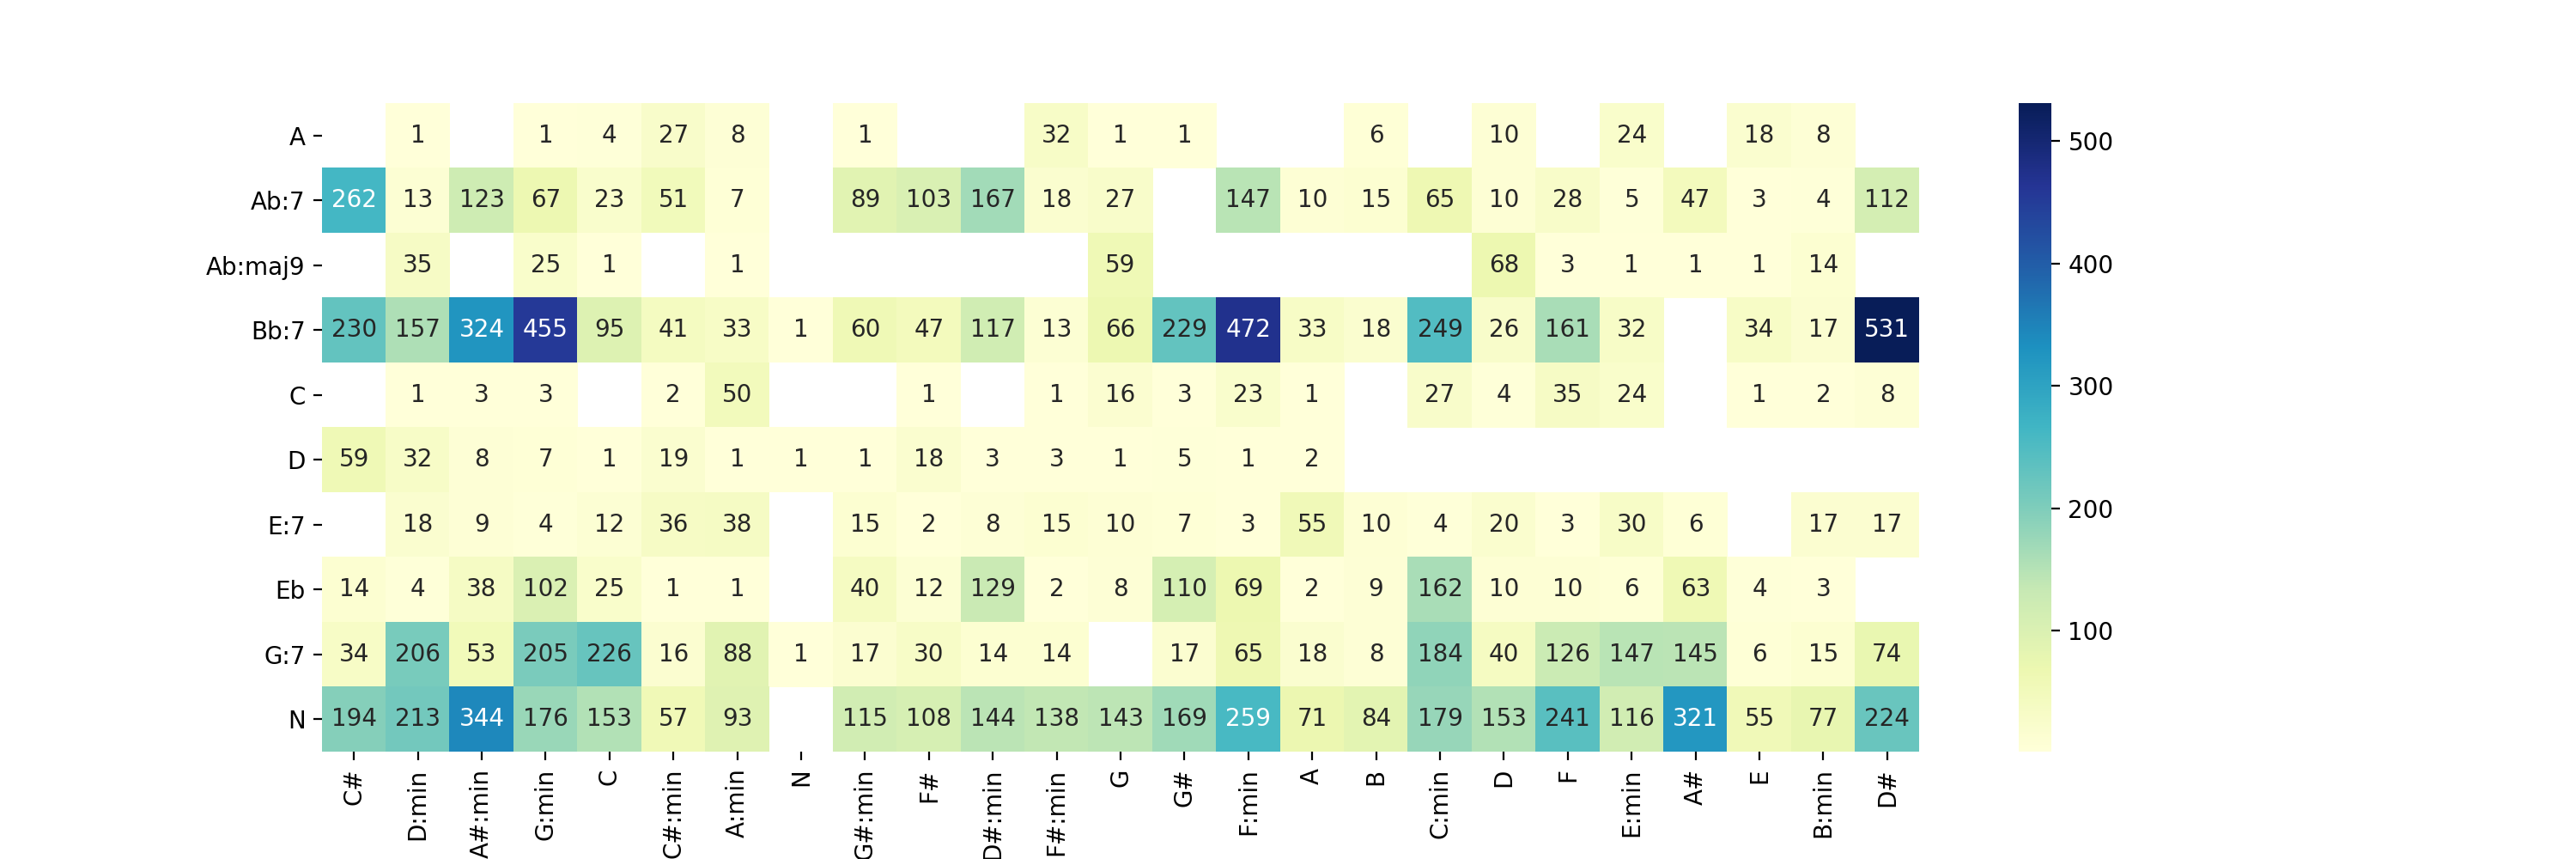 A 1 1 4 27 8 1 32 1 1 6 10 24 18 8
500
Ab:7 262 13 123 67 23 51 7 89 103 167 18 27 147 10 15 65 10 28 5 47 3 4 112
Ab:maj9 35 25 1 1 59 68 3 1 1 1 14
400
Bb:7 230 157 324 455 95 41 33 1 60 47 117 13 66 229 472 33 18 249 26 161 32 34 17 531
300
C 1 3 3 2 50 1 1 16 3 23 1 27 4 35 24 1 2 8
D 59 32 8 7 1 19 1 1 1 18 3 3 1 5 1 2
200
E:7 18 9 4 12 36 38 15 2 8 15 10 7 3 55 10 4 20 3 30 6 17 17
Eb 14 4 38 102 25 1 1 40 12 129 2 8 110 69 2 9 162 10 10 6 63 4 3
100
G:7 34 206 53 205 226 16 88 1 17 30 14 14 17 65 18 8 184 40 126 147 145 6 15 74
N 194 213 344 176 153 57 93 115 108 144 138 143 169 259 71 84 179 153 241 116 321 55 77 224
C# D:min A#:min G:min C C#:min A:min N G#:min F# D#:min F#:min G G# F:min A B C:min D F E:min A# E B:min D#